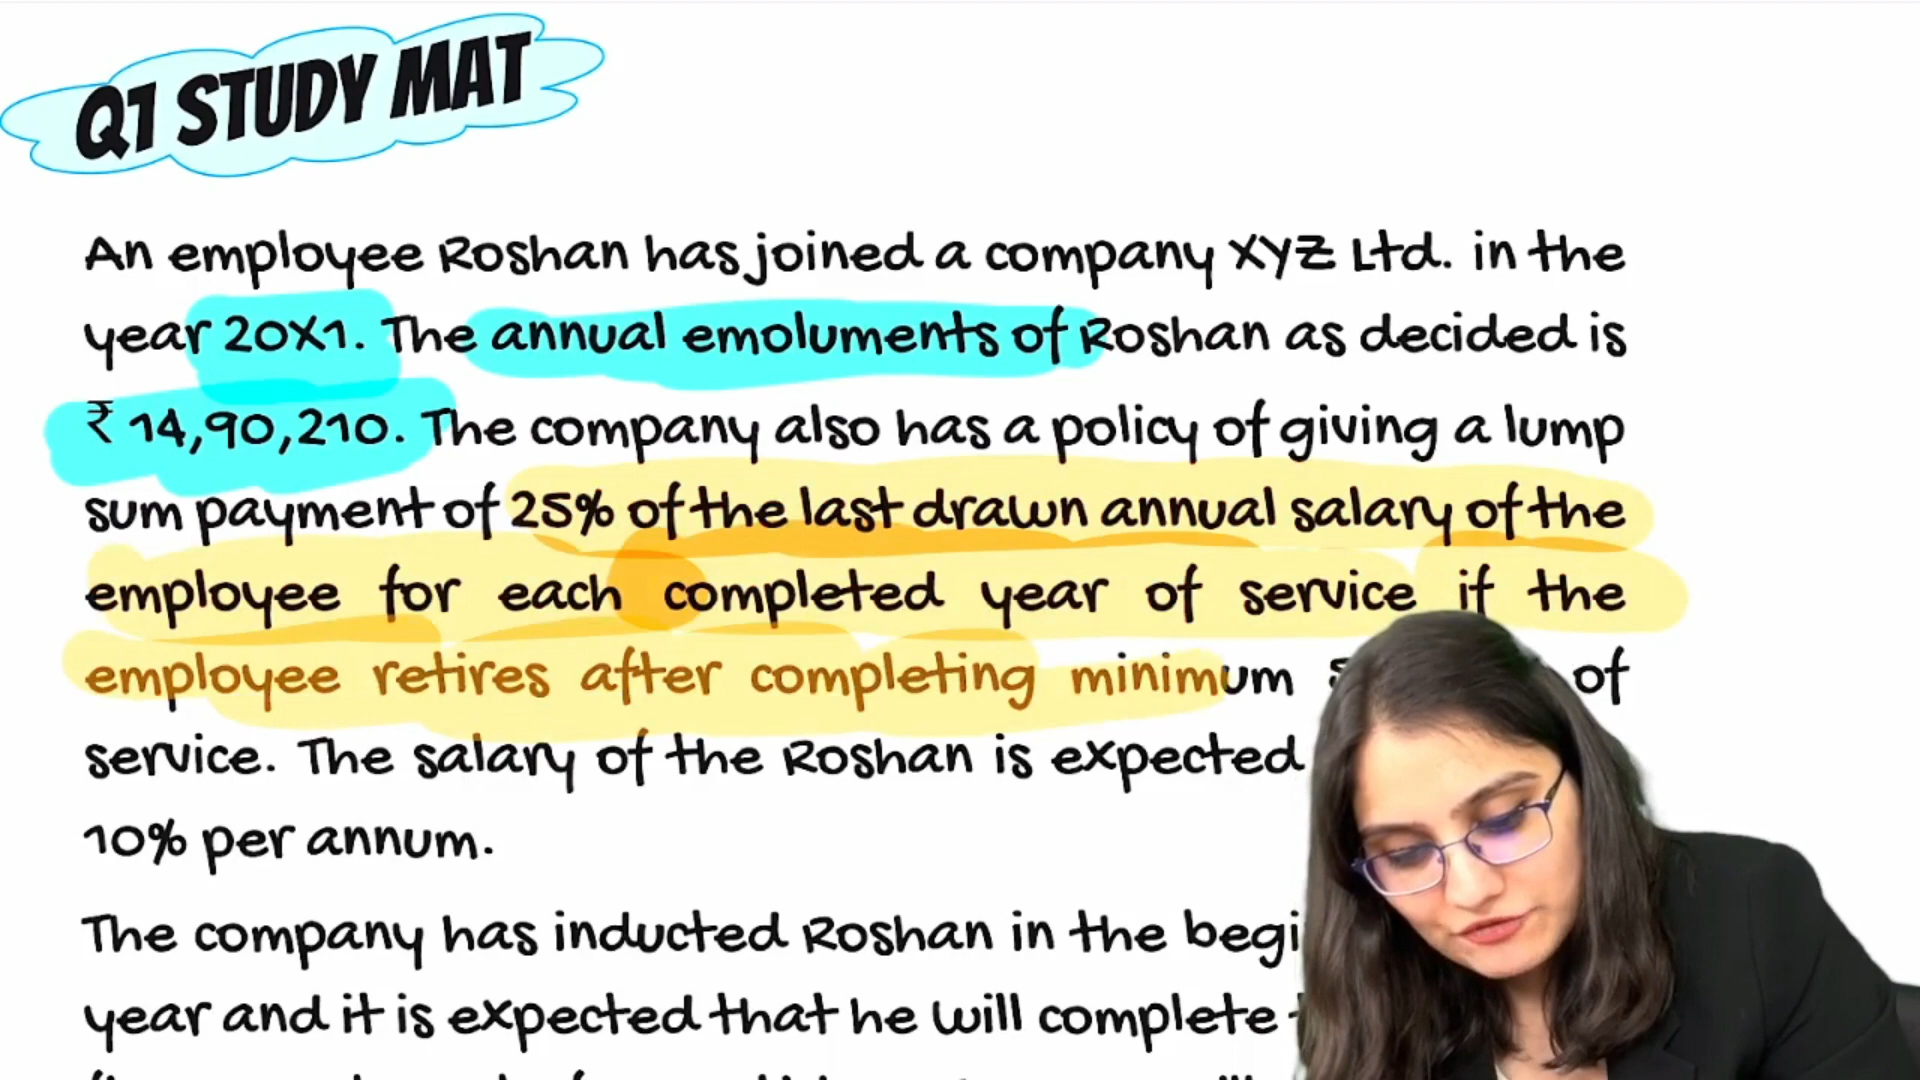 Q1 STUDY MAT
An employee Roshan has joined a company XYZ Ltd. in the
year 20X1. The annual emoluments of Roshan as decided is
₹ 14,90,210. The company also has a policy of giving a lump
sum payment of 25% of the last drawn annual salary of the
employee for each completed year of service if the
employee retires after completing minimum of
service. The salary of the Roshan is expected
10% per annum.
The company has inducted Roshan in the
year and it is expected that he will complete